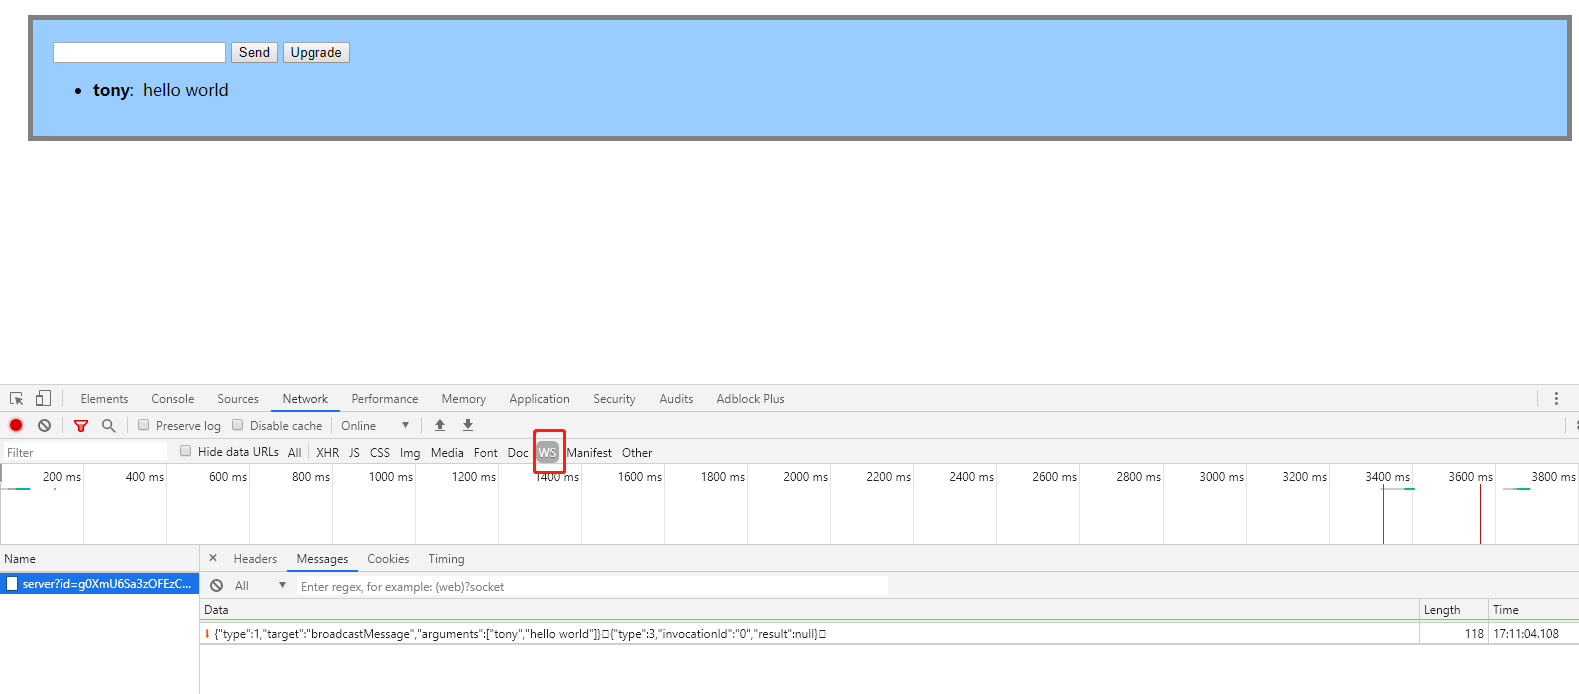 Send Upgrade
tony: hello world
Elements Console Sources Network Performance Memory Application Security Audits Adblock Plus
Preserve log Disable cache Online
Filter Hide data URLs All XHR JS CSS Img Media Font Doc WS Manifest Other
200 ms 400 ms 600 ms 800 ms 1000 ms 1200 ms 1400 ms 1600 ms 1800 ms 2000 ms 2200 ms 2400 ms 2600 ms 2800 ms 3000 ms 3200 ms 3400 ms 3600 ms 3800 ms
Name × Headers Messages Cookies Timing
server?id=g0XmU6Sa3zOFEzC... All Enter regex, for example: (web)?socket
Data Length Time
{"type":1,"target":"broadcastMessage","arguments":["tony","hello world"]}▯{"type":3,"invocationId":"0","result":null}▯ 118 17:11:04.108